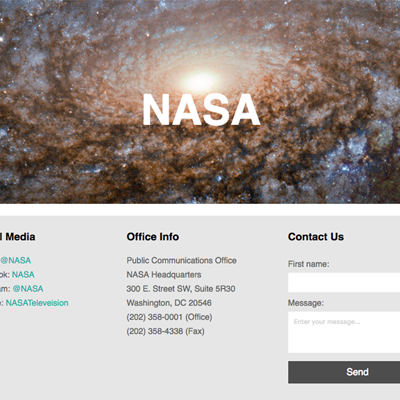 NASA
l Media
@NASA
ok: NASA
am: @NASA
: NASATeleveision
Office Info
Public Communications Office
NASA Headquarters
300 E. Street SW, Suite 5R30
Washington, DC 20546
(202) 358-0001 (Office)
(202) 358-4338 (Fax)
Contact Us
First name:
Message:
Enter your message...
Send